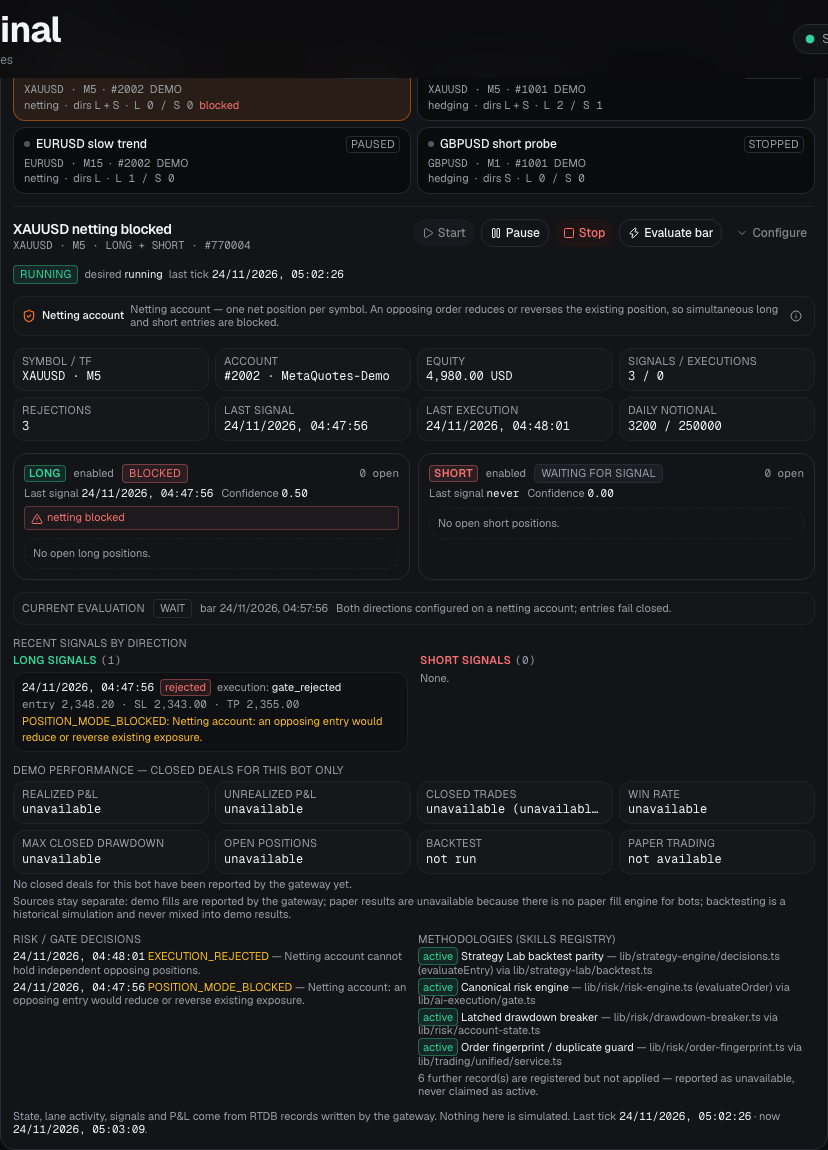 inal
es
S
XAUUSD · M5 · #2002 DEMO
netting · dirs L + S · L 0 / S 0 blocked
XAUUSD · M5 · #1001 DEMO
hedging · dirs L + S · L 2 / S 1
EURUSD slow trend PAUSED
EURUSD · M15 · #2002 DEMO
netting · dirs L · L 1 / S 0
GBPUSD short probe STOPPED
GBPUSD · M1 · #1001 DEMO
hedging · dirs S · L 0 / S 0
XAUUSD netting blocked
XAUUSD · M5 · LONG + SHORT · #770004
Start Pause Stop Evaluate bar Configure
RUNNING desired running last tick 24/11/2026, 05:02:26
Netting account Netting account — one net position per symbol. An opposing order reduces or reverses the existing position, so simultaneous long
and short entries are blocked.
SYMBOL / TF
XAUUSD · M5
ACCOUNT
#2002 · MetaQuotes-Demo
EQUITY
4,980.00 USD
SIGNALS / EXECUTIONS
3 / 0
REJECTIONS
3
LAST SIGNAL
24/11/2026, 04:47:56
LAST EXECUTION
24/11/2026, 04:48:01
DAILY NOTIONAL
3200 / 250000
LONG enabled BLOCKED 0 open
Last signal 24/11/2026, 04:47:56 Confidence 0.50
netting blocked
No open long positions.
SHORT enabled WAITING FOR SIGNAL 0 open
Last signal never Confidence 0.00
No open short positions.
CURRENT EVALUATION WAIT bar 24/11/2026, 04:57:56 Both directions configured on a netting account; entries fail closed.
RECENT SIGNALS BY DIRECTION
LONG SIGNALS (1)
24/11/2026, 04:47:56 rejected execution: gate_rejected
entry 2,348.20 · SL 2,343.00 · TP 2,355.00
POSITION_MODE_BLOCKED: Netting account: an opposing entry would
reduce or reverse existing exposure.
SHORT SIGNALS (0)
None.
DEMO PERFORMANCE — CLOSED DEALS FOR THIS BOT ONLY
REALIZED P&L
unavailable
UNREALIZED P&L
unavailable
CLOSED TRADES
unavailable (unavailabl…
WIN RATE
unavailable
MAX CLOSED DRAWDOWN
unavailable
OPEN POSITIONS
unavailable
BACKTEST
not run
PAPER TRADING
not available
No closed deals for this bot have been reported by the gateway yet.
Sources stay separate: demo fills are reported by the gateway; paper results are unavailable because there is no paper fill engine for bots; backtesting is a
historical simulation and never mixed into demo results.
RISK / GATE DECISIONS
24/11/2026, 04:48:01 EXECUTION_REJECTED — Netting account cannot
hold independent opposing positions.
24/11/2026, 04:47:56 POSITION_MODE_BLOCKED — Netting account: an
opposing entry would reduce or reverse existing exposure.
METHODOLOGIES (SKILLS REGISTRY)
active Strategy Lab backtest parity — lib/strategy-engine/decisions.ts
(evaluateEntry) via lib/strategy-lab/backtest.ts
active Canonical risk engine — lib/risk/risk-engine.ts (evaluateOrder) via
lib/ai-execution/gate.ts
active Latched drawdown breaker — lib/risk/drawdown-breaker.ts via
lib/risk/account-state.ts
active Order fingerprint / duplicate guard — lib/risk/order-fingerprint.ts via
lib/trading/unified/service.ts
6 further record(s) are registered but not applied — reported as unavailable,
never claimed as active.
State, lane activity, signals and P&L come from RTDB records written by the gateway. Nothing here is simulated. Last tick 24/11/2026, 05:02:26 · now
24/11/2026, 05:03:09.